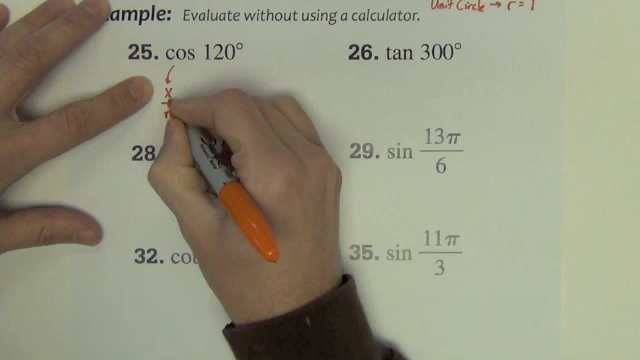 Unit Circle → r = 1
ample: Evaluate without using a calculator.
25. cos 120°
26. tan 300°
x
r
28
29. sin 13π/6
32. cot
35. sin 11π/3